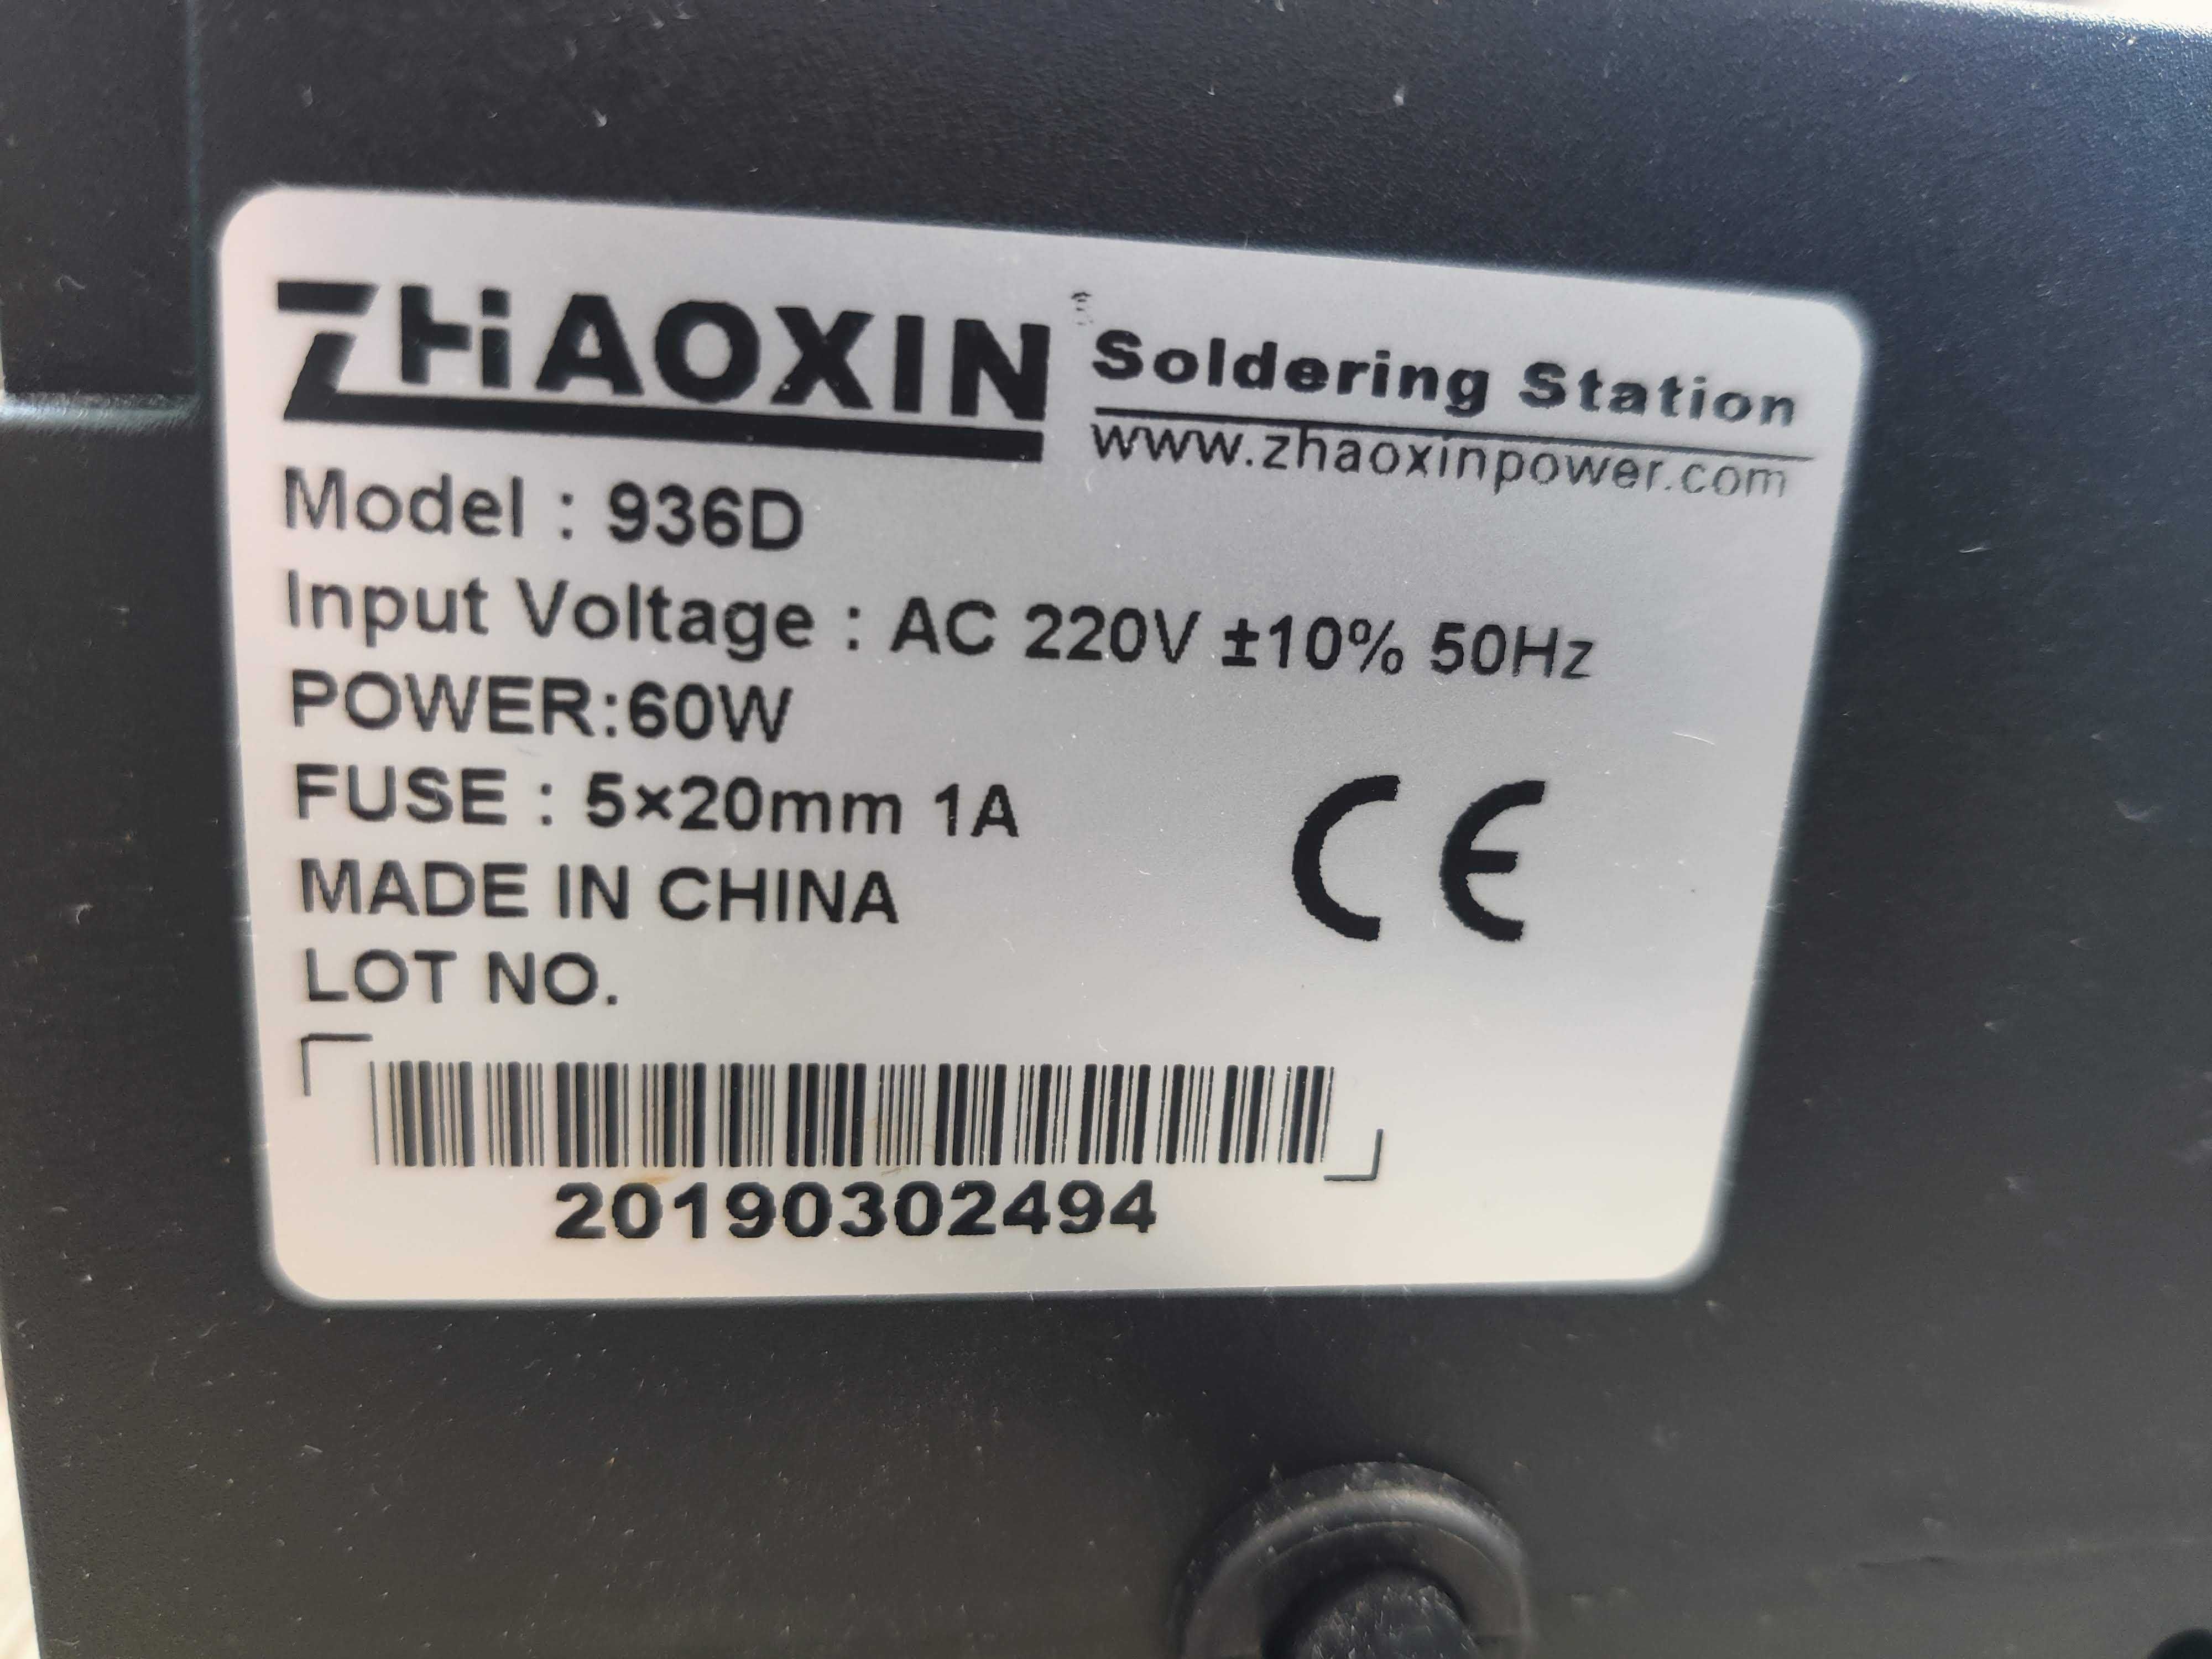 ZHAOXIN® Soldering Station
www.zhaoxinpower.com
Model : 936D
Input Voltage : AC 220V ±10% 50Hz
POWER:60W
FUSE : 5×20mm 1A
MADE IN CHINA
CE
LOT NO.
20190302494